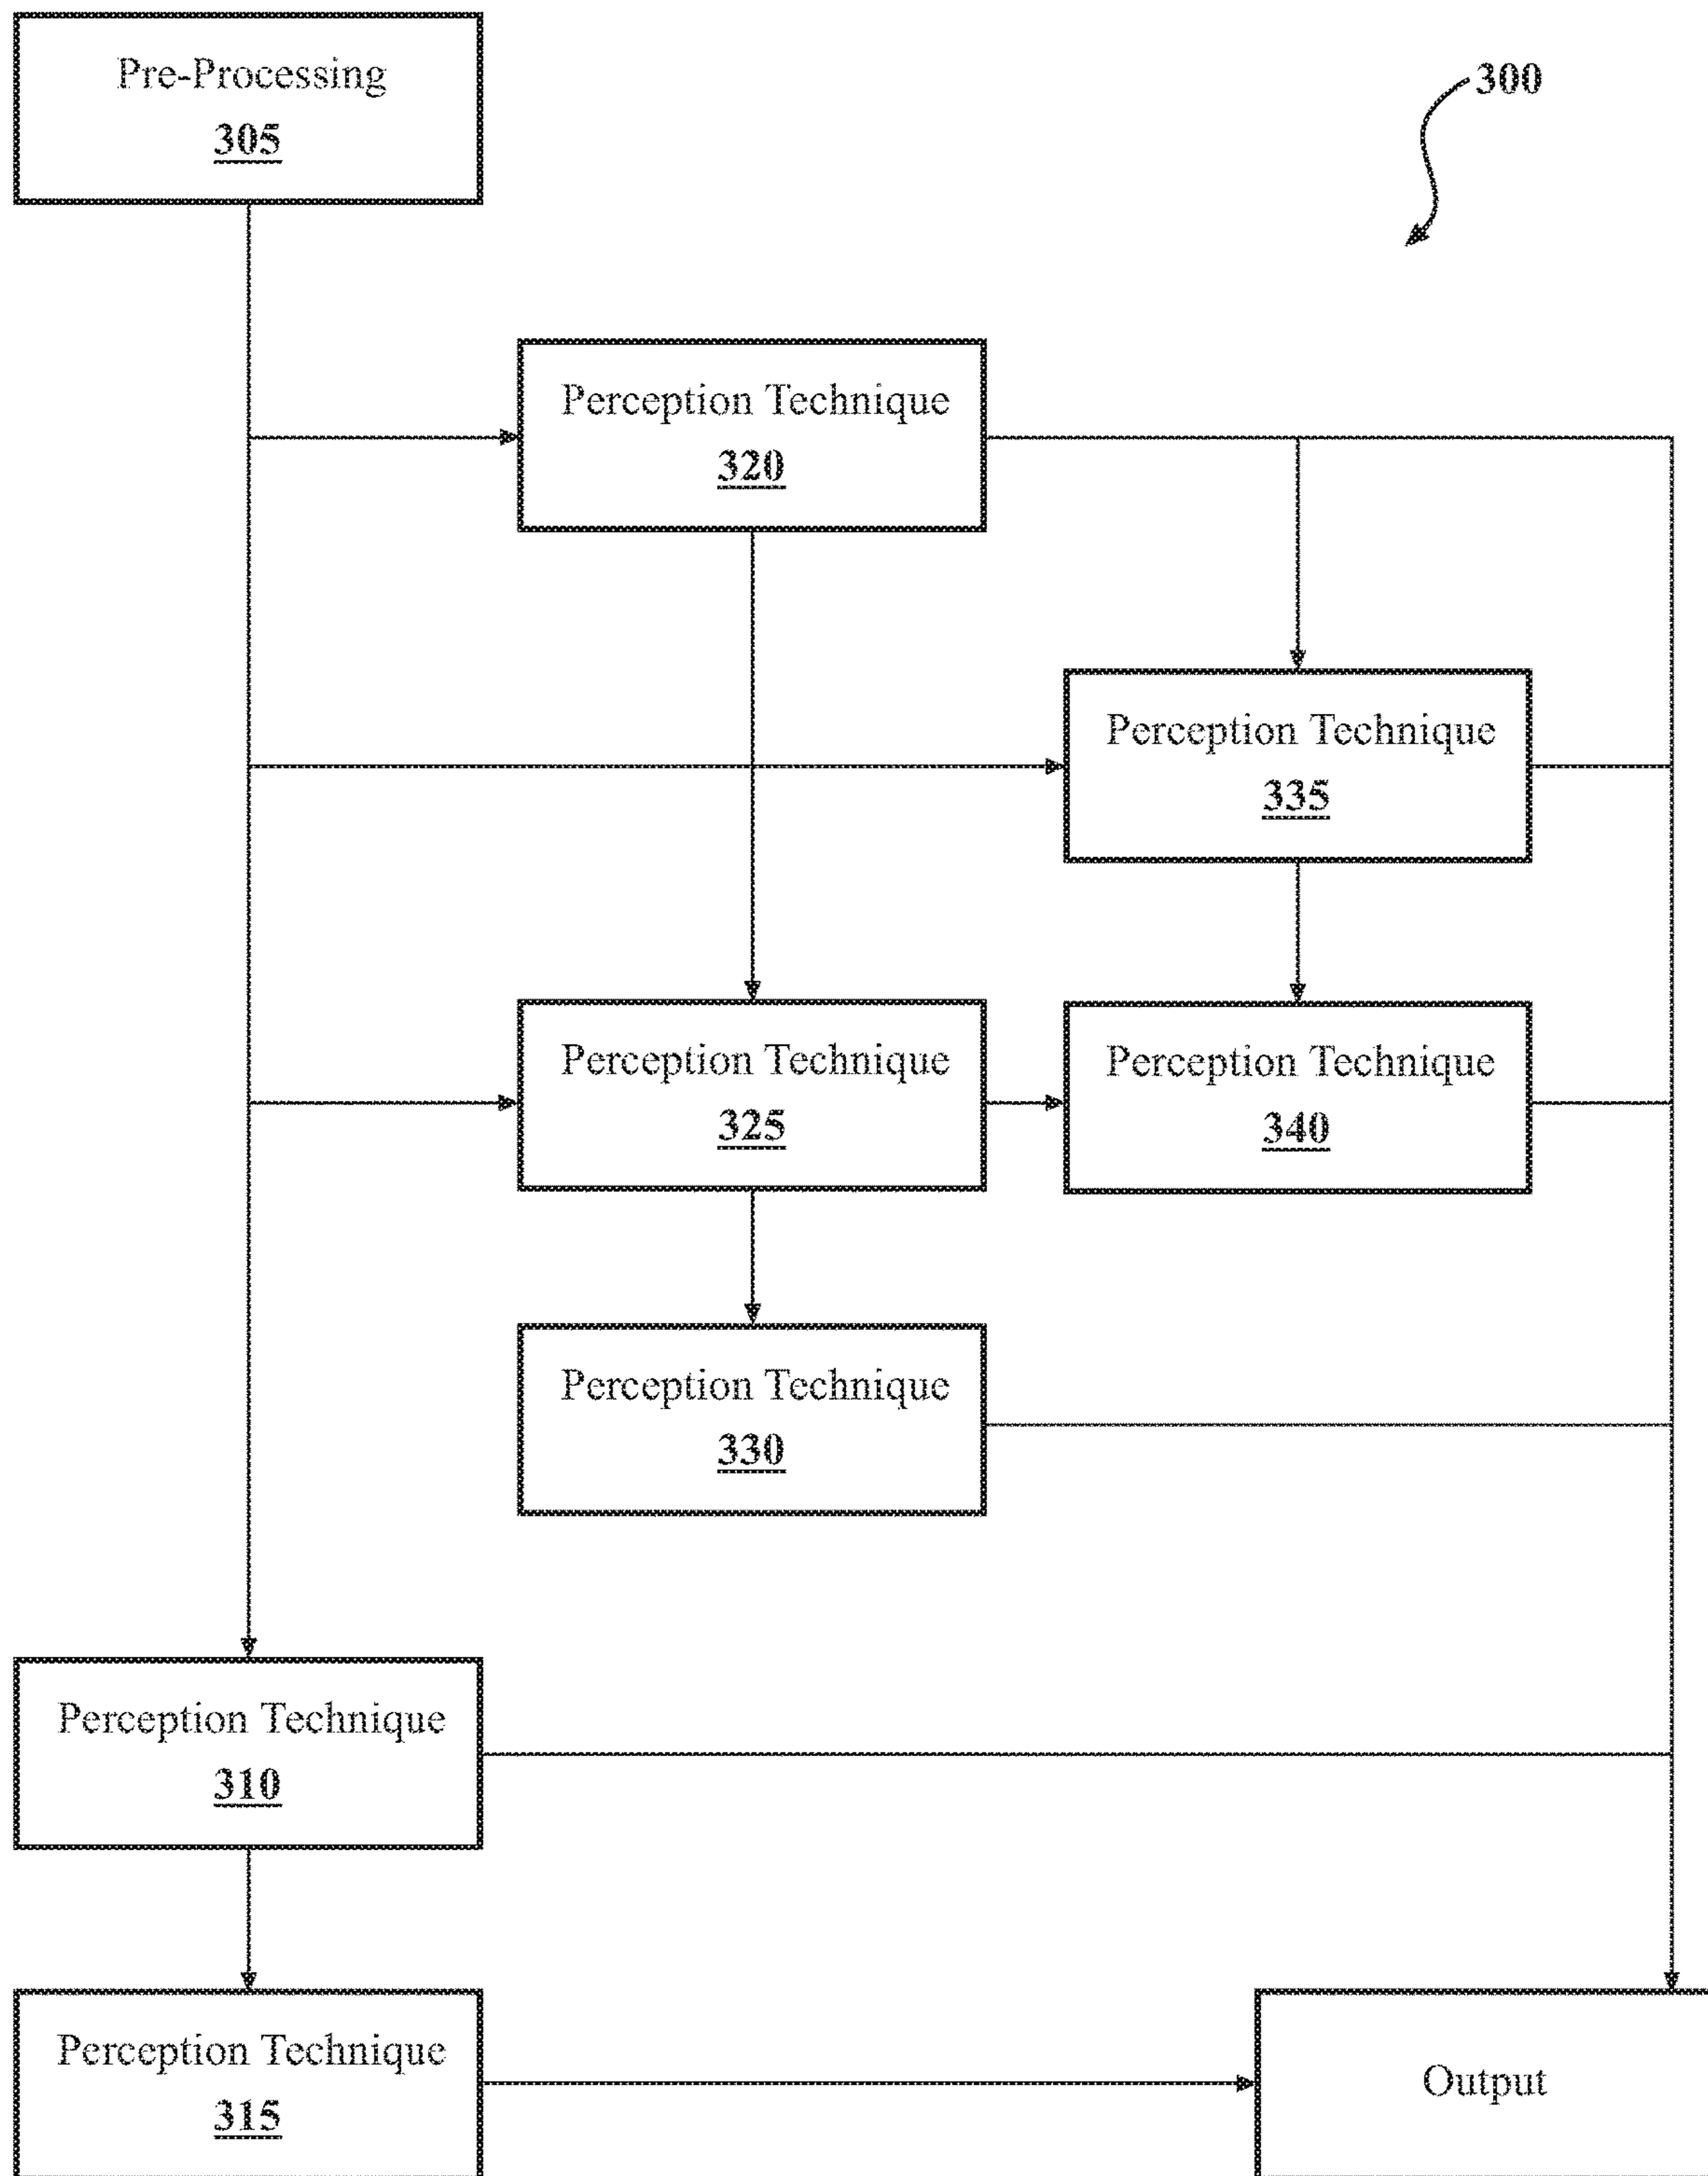 Pre-Processing
305
300
Perception Technique
320
Perception Technique
335
Perception Technique
325
Perception Technique
340
Perception Technique
330
Perception Technique
310
Perception Technique
315
Output